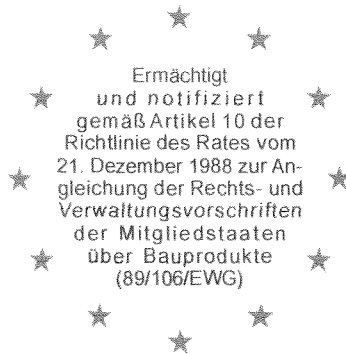 Ermächtigt
und notifiziert
gemäß Artikel 10 der
Richtlinie des Rates vom
21. Dezember 1988 zur An-
gleichung der Rechts- und
Verwaltungsvorschriften
der Mitgliedstaaten
über Bauprodukte
(89/106/EWG)